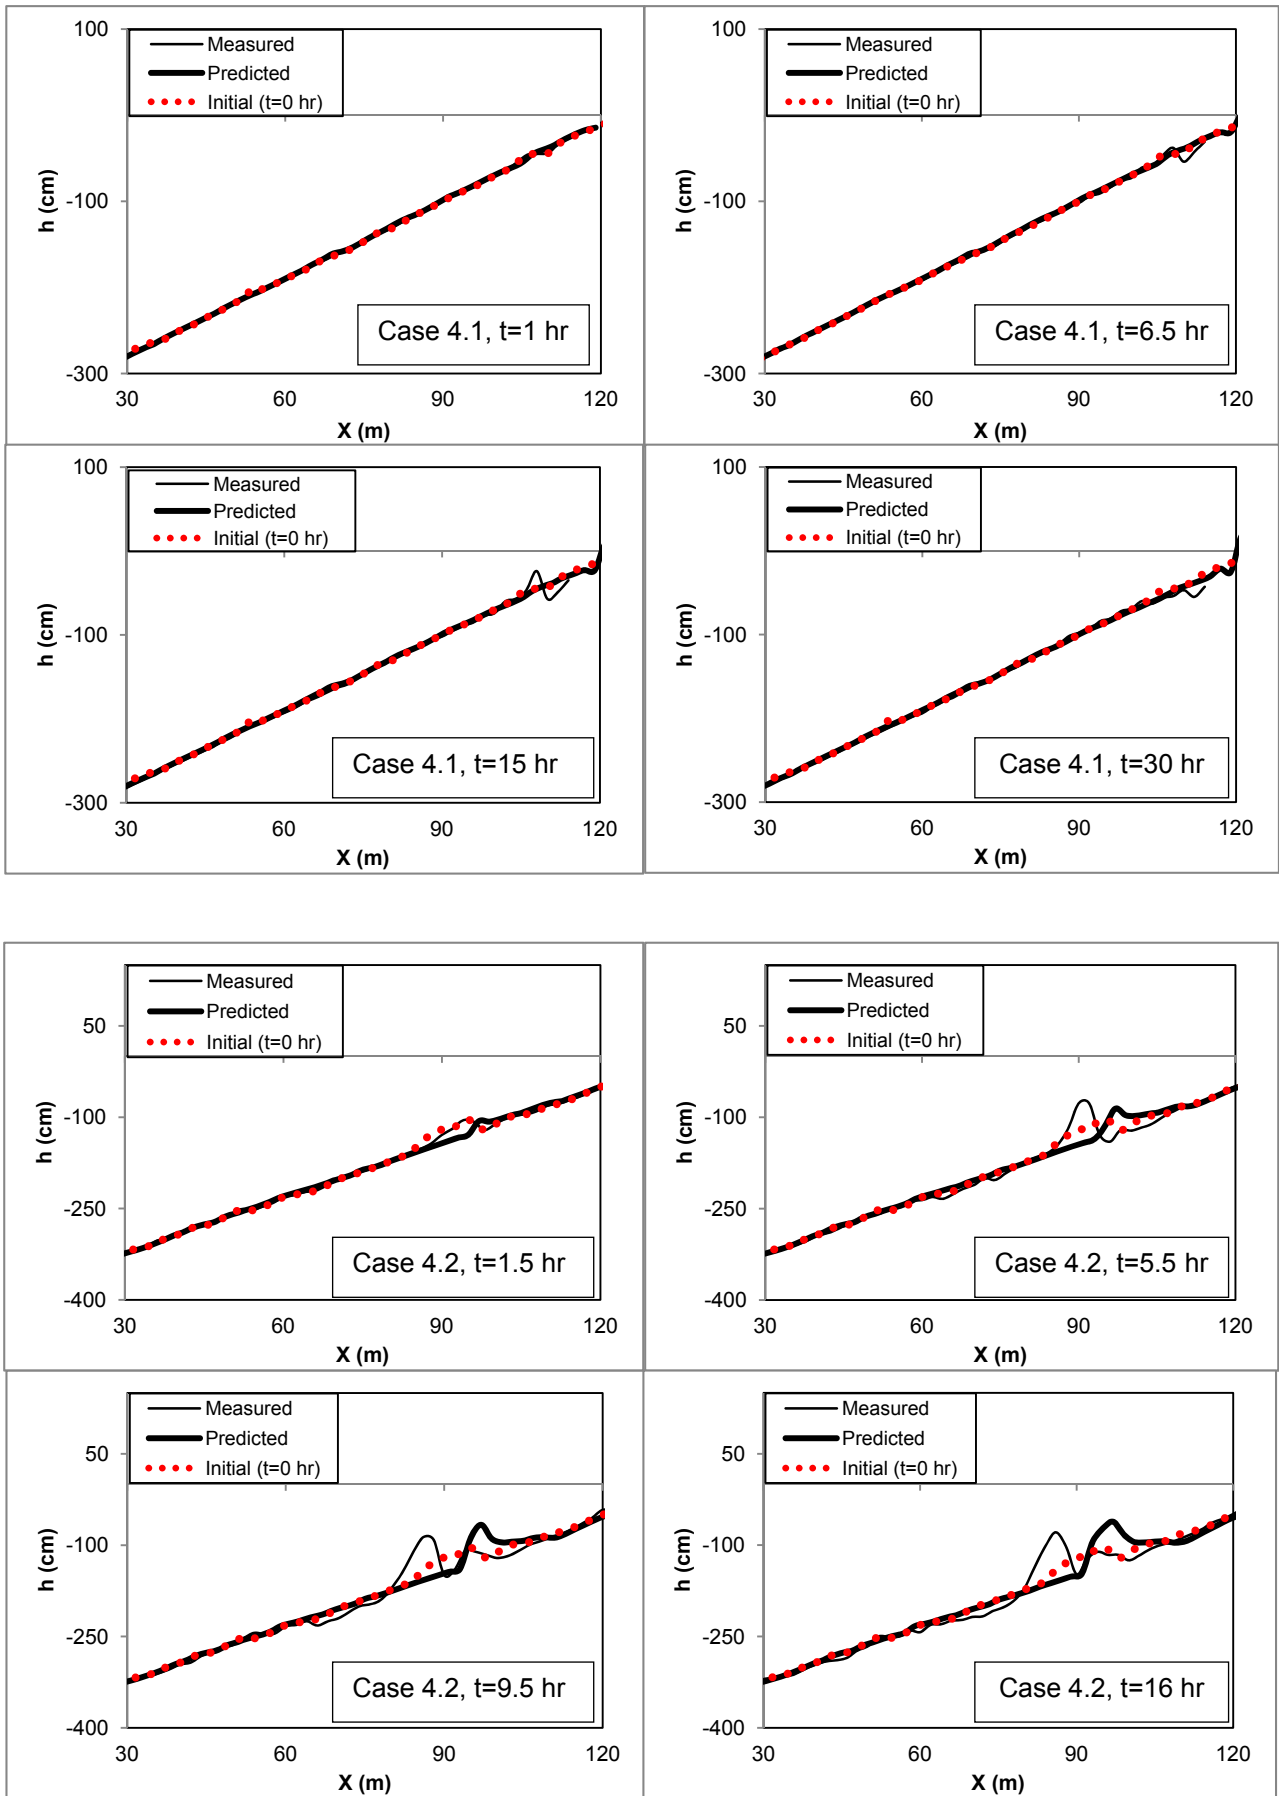 100
Measured
Predicted
Initial (t=0 hr)
h (cm)
-100
Case 4.1, t=1 hr
-300
30 60 90 120
X (m)
100
Measured
Predicted
Initial (t=0 hr)
h (cm)
-100
Case 4.1, t=6.5 hr
-300
30 60 90 120
X (m)
100
Measured
Predicted
Initial (t=0 hr)
h (cm)
-100
Case 4.1, t=15 hr
-300
30 60 90 120
X (m)
100
Measured
Predicted
Initial (t=0 hr)
h (cm)
-100
Case 4.1, t=30 hr
-300
30 60 90 120
X (m)
Measured
Predicted
50
Initial (t=0 hr)
h (cm)
-100
-250
Case 4.2, t=1.5 hr
-400
30 60 90 120
X (m)
Measured
Predicted
50
Initial (t=0 hr)
h (cm)
-100
-250
Case 4.2, t=5.5 hr
-400
30 60 90 120
X (m)
Measured
Predicted
50
Initial (t=0 hr)
h (cm)
-100
-250
Case 4.2, t=9.5 hr
-400
30 60 90 120
X (m)
Measured
Predicted
50
Initial (t=0 hr)
h (cm)
-100
-250
Case 4.2, t=16 hr
-400
30 60 90 120
X (m)